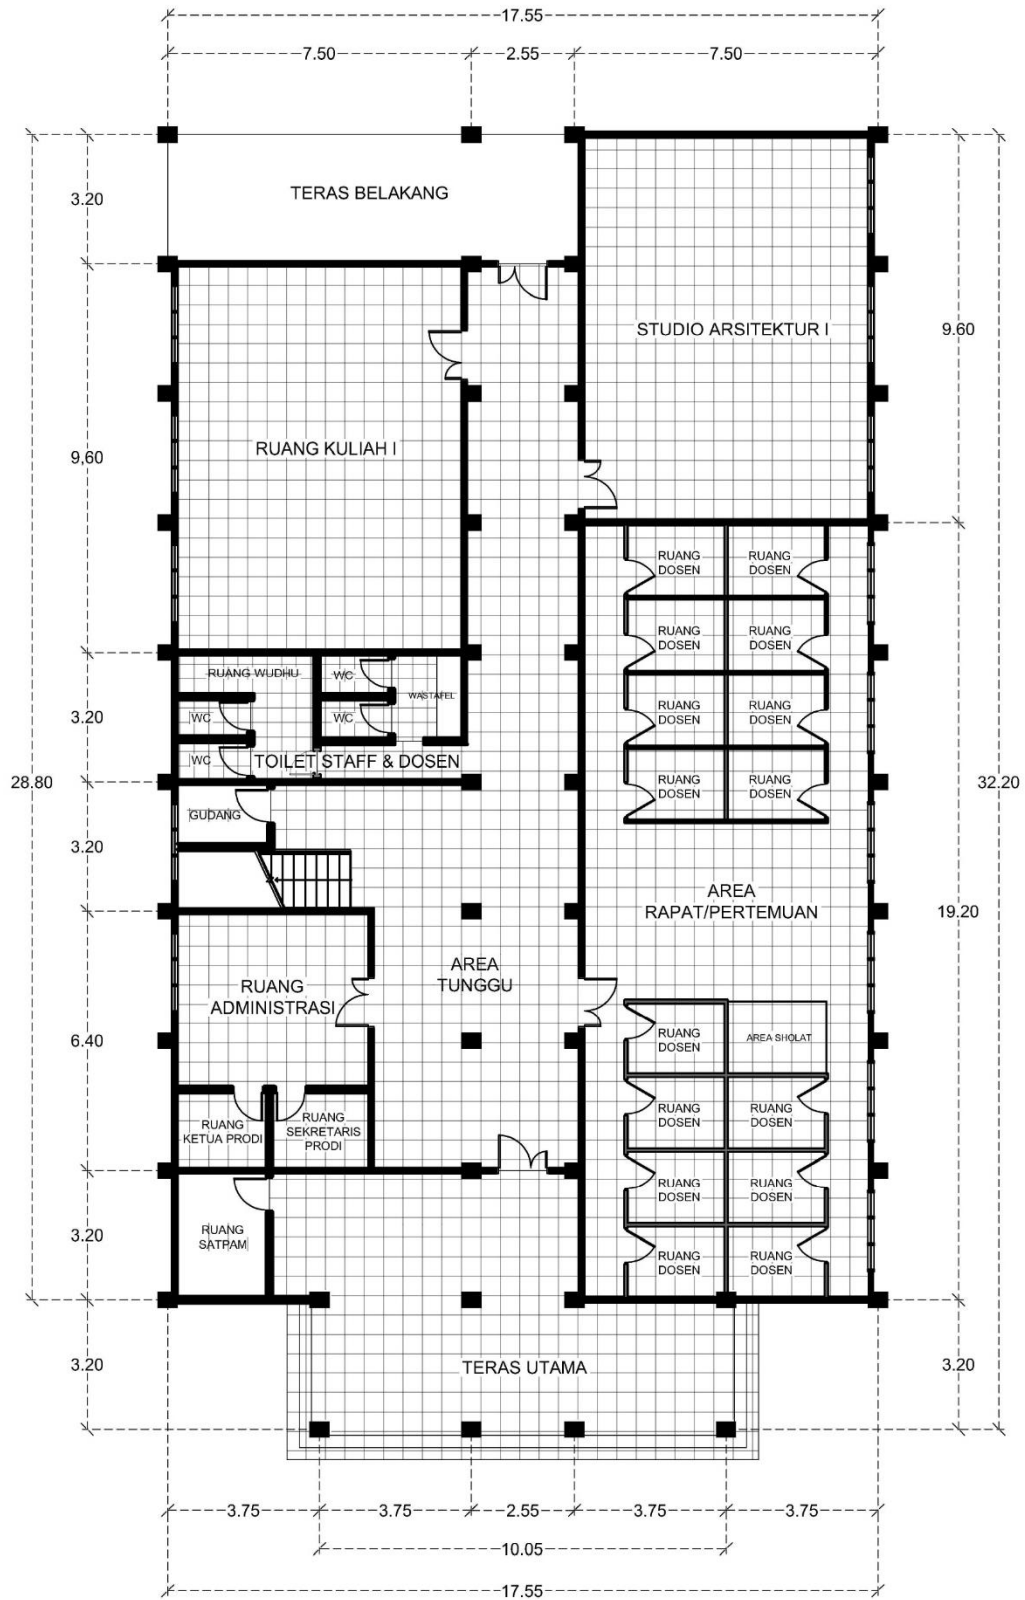 17.55
7.50
2.55
7.50
3.20
TERAS BELAKANG
STUDIO ARSITEKTUR I
9.60
RUANG KULIAH I
9,60
RUANG
DOSEN
RUANG
DOSEN
RUANG
DOSEN
RUANG
DOSEN
RUANG WUDHU
WC
WASTAFEL
RUANG
DOSEN
RUANG
DOSEN
3.20
WC
WC
WC
TOILET STAFF & DOSEN
RUANG
DOSEN
RUANG
DOSEN
28.80
32.20
GUDANG
3.20
AREA
RAPAT/PERTEMUAN
19.20
AREA
TUNGGU
RUANG
ADMINISTRASI
6.40
RUANG
DOSEN
AREA SHOLAT
RUANG
KETUA PRODI
RUANG
SEKRETARIS
PRODI
RUANG
DOSEN
RUANG
DOSEN
RUANG
DOSEN
RUANG
DOSEN
3.20
RUANG
SATPAM
RUANG
DOSEN
RUANG
DOSEN
3.20
TERAS UTAMA
3.20
3.75
3.75
2.55
3.75
3.75
10.05
17.55